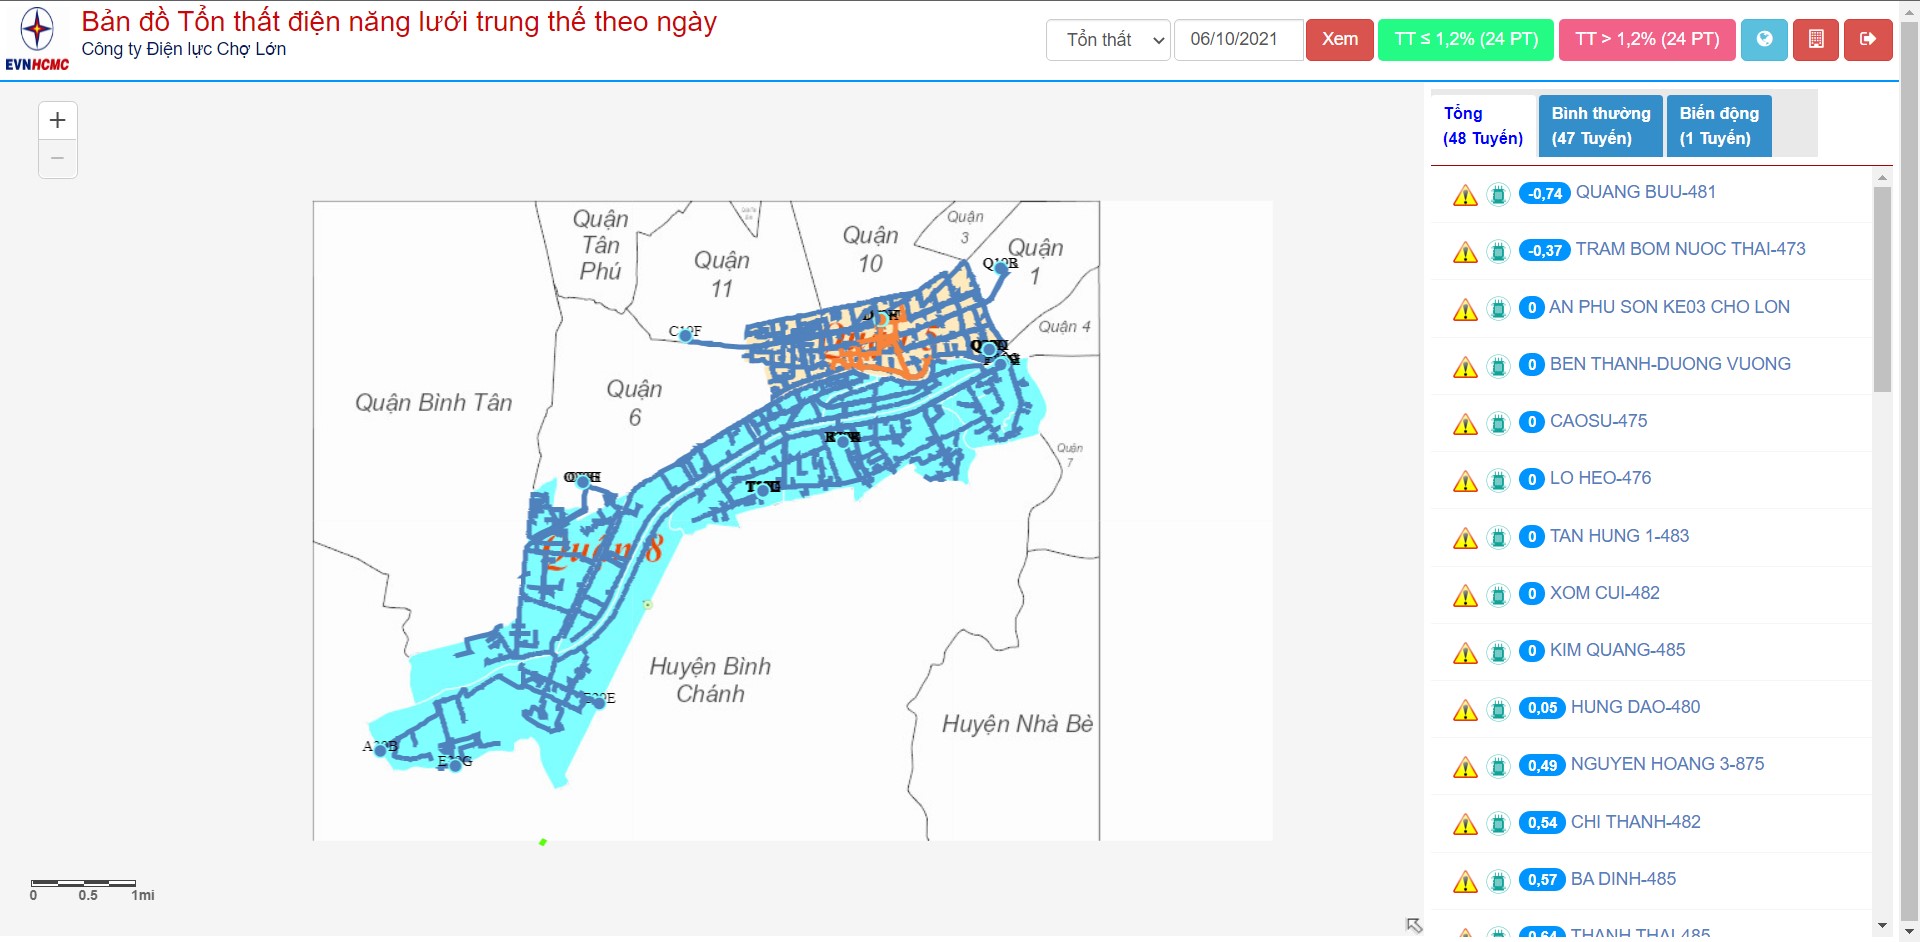 Bản đồ Tổn thất điện năng lưới trung thế theo ngày
Công ty Điện lực Chợ Lớn
EVNHCMC
Tổn thất
06/10/2021
Xem
TT ≤ 1,2% (24 PT)
TT > 1,2% (24 PT)
+
−
Tổng
(48 Tuyến)
Bình thường
(47 Tuyến)
Biến động
(1 Tuyến)
-0,74 QUANG BUU-481
-0,37 TRAM BOM NUOC THAI-473
0 AN PHU SON KE03 CHO LON
0 BEN THANH-DUONG VUONG
0 CAOSU-475
0 LO HEO-476
0 TAN HUNG 1-483
0 XOM CUI-482
0 KIM QUANG-485
0,05 HUNG DAO-480
0,49 NGUYEN HOANG 3-875
0,54 CHI THANH-482
0,57 BA DINH-485
0,64 THANH THAI-485
Quận
Tân
Phú
Quận
11
Quận
10
Quận
3
Quận
1
Quận 4
Quận Bình Tân
Quận
6
Quận
7
Quận 8
Huyện Bình
Chánh
Huyện Nhà Bè
0 0.5 1mi